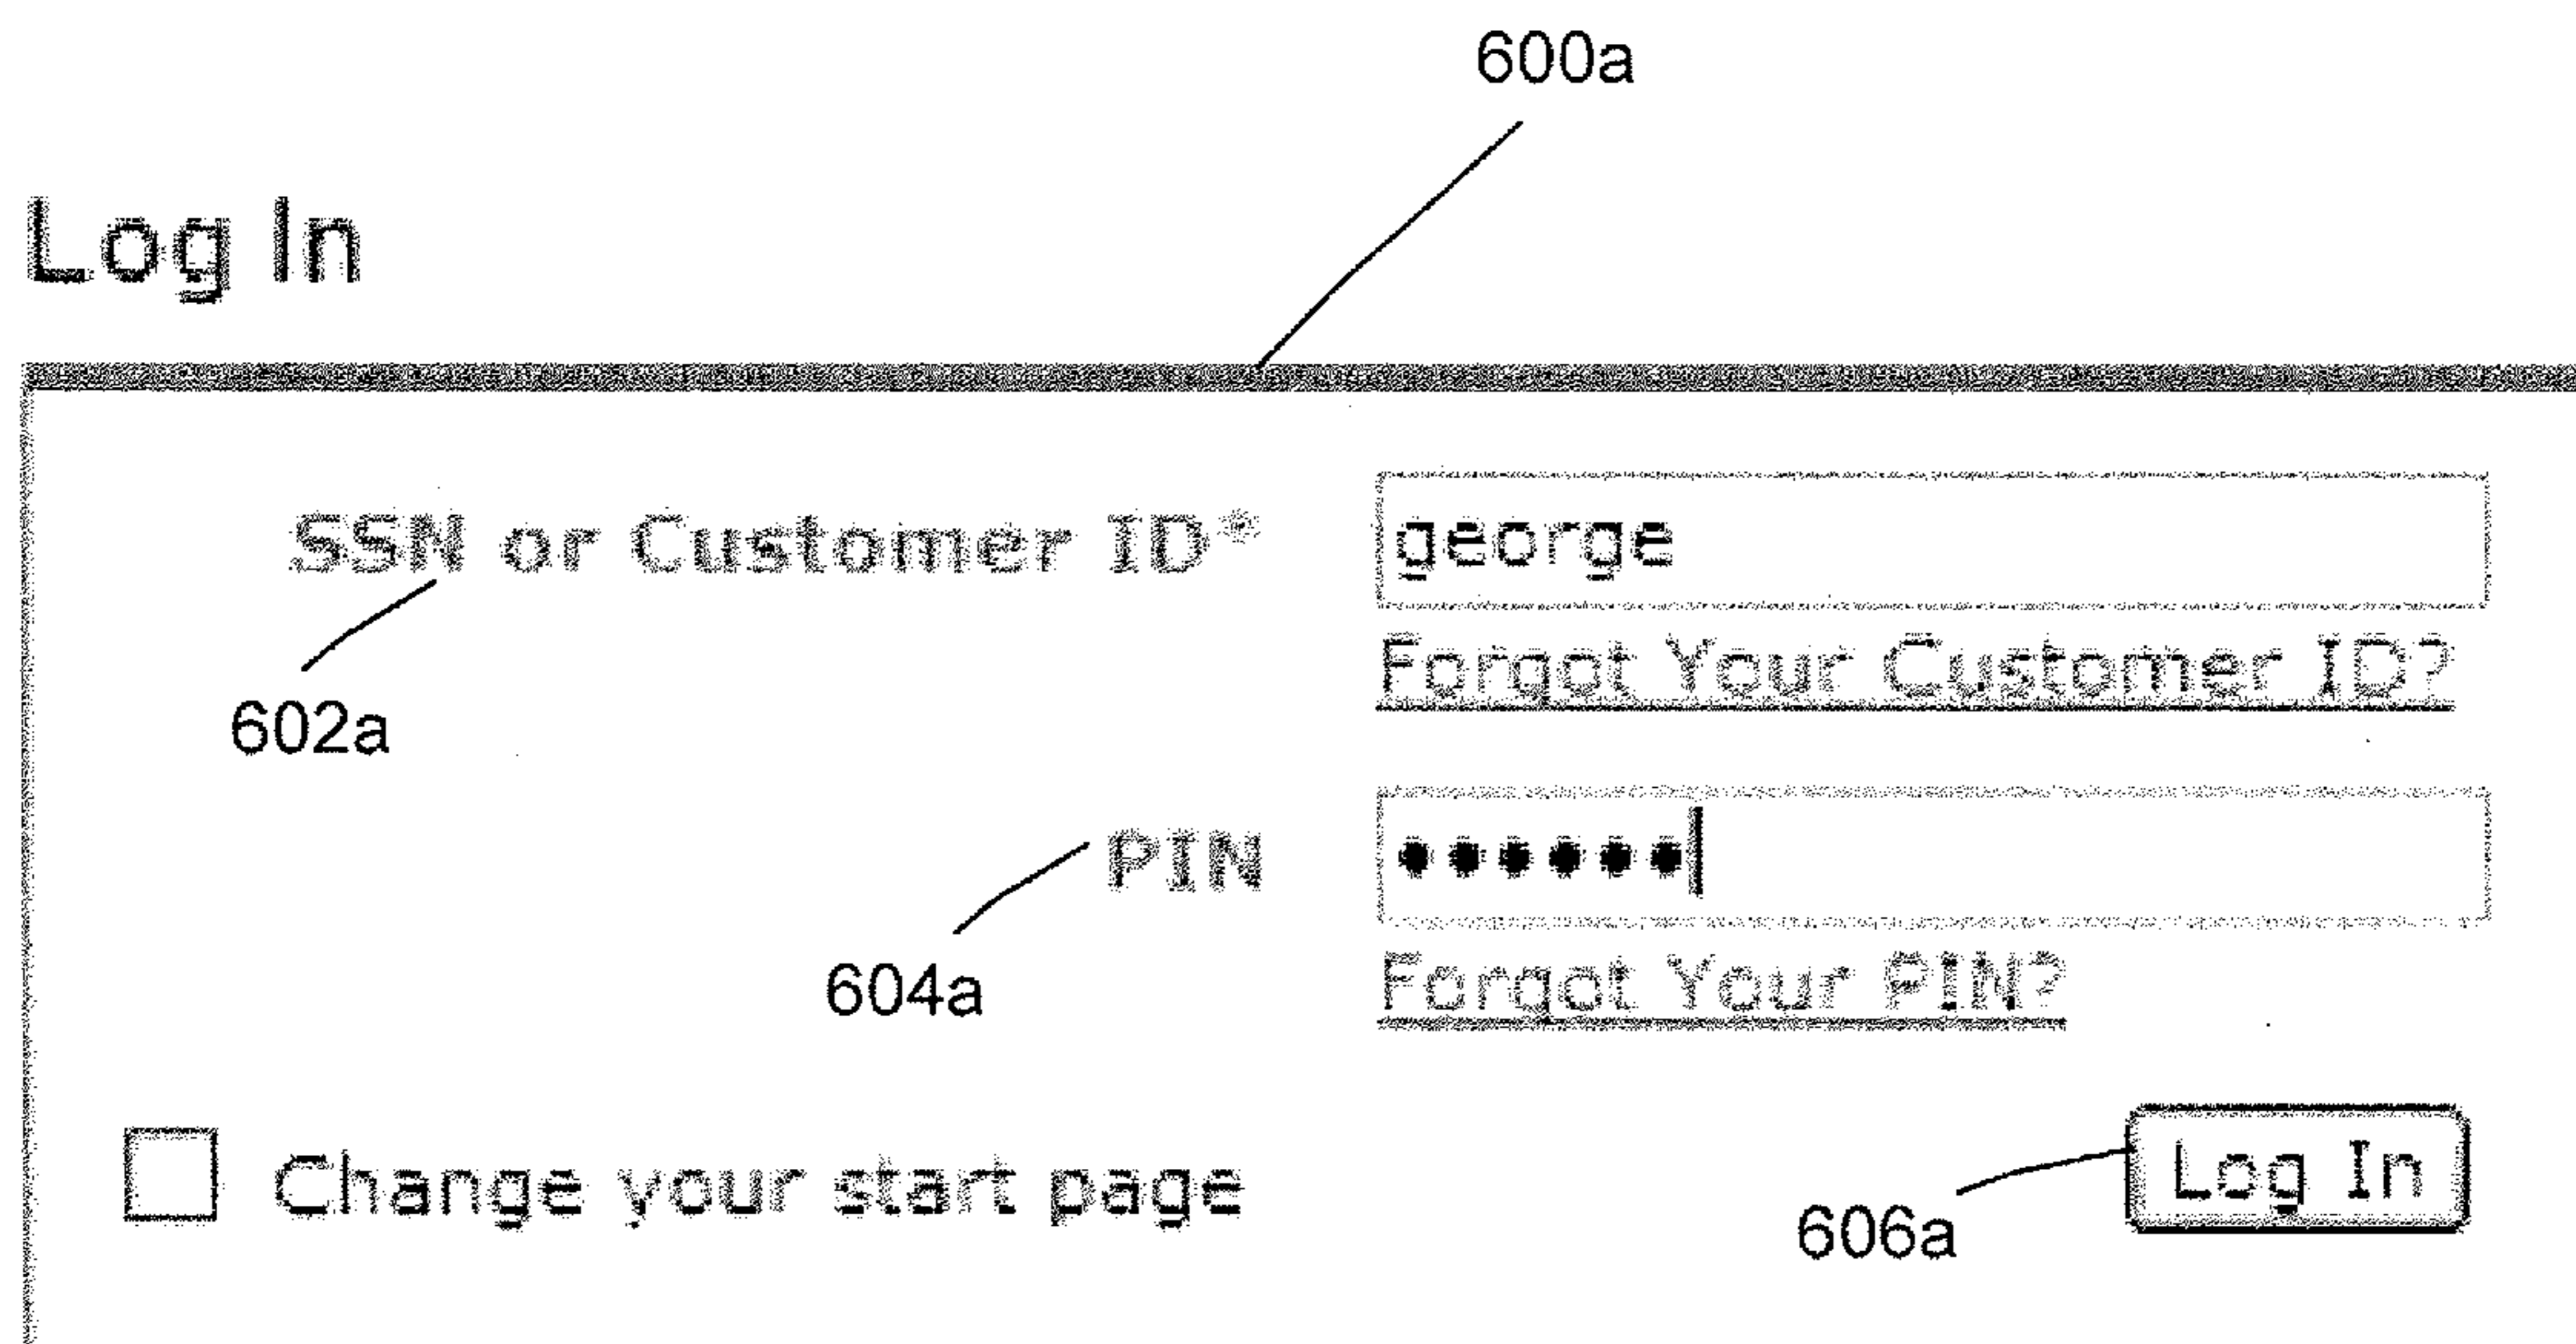 600a
Log In
SSN or Customer ID* george
602a Forgot Your Customer ID?
PIN ••••••
604a Forgot Your PIN?
Change your start page Log In
606a